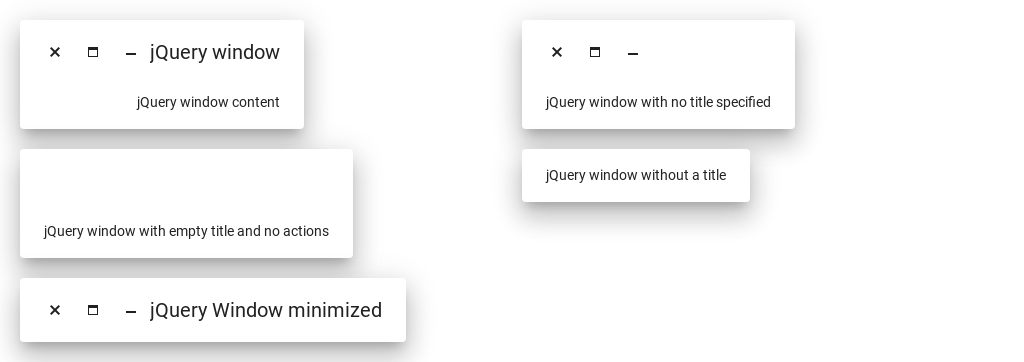 jQuery window
jQuery window content
jQuery window with no title specified
jQuery window with empty title and no actions
jQuery window without a title
jQuery Window minimized